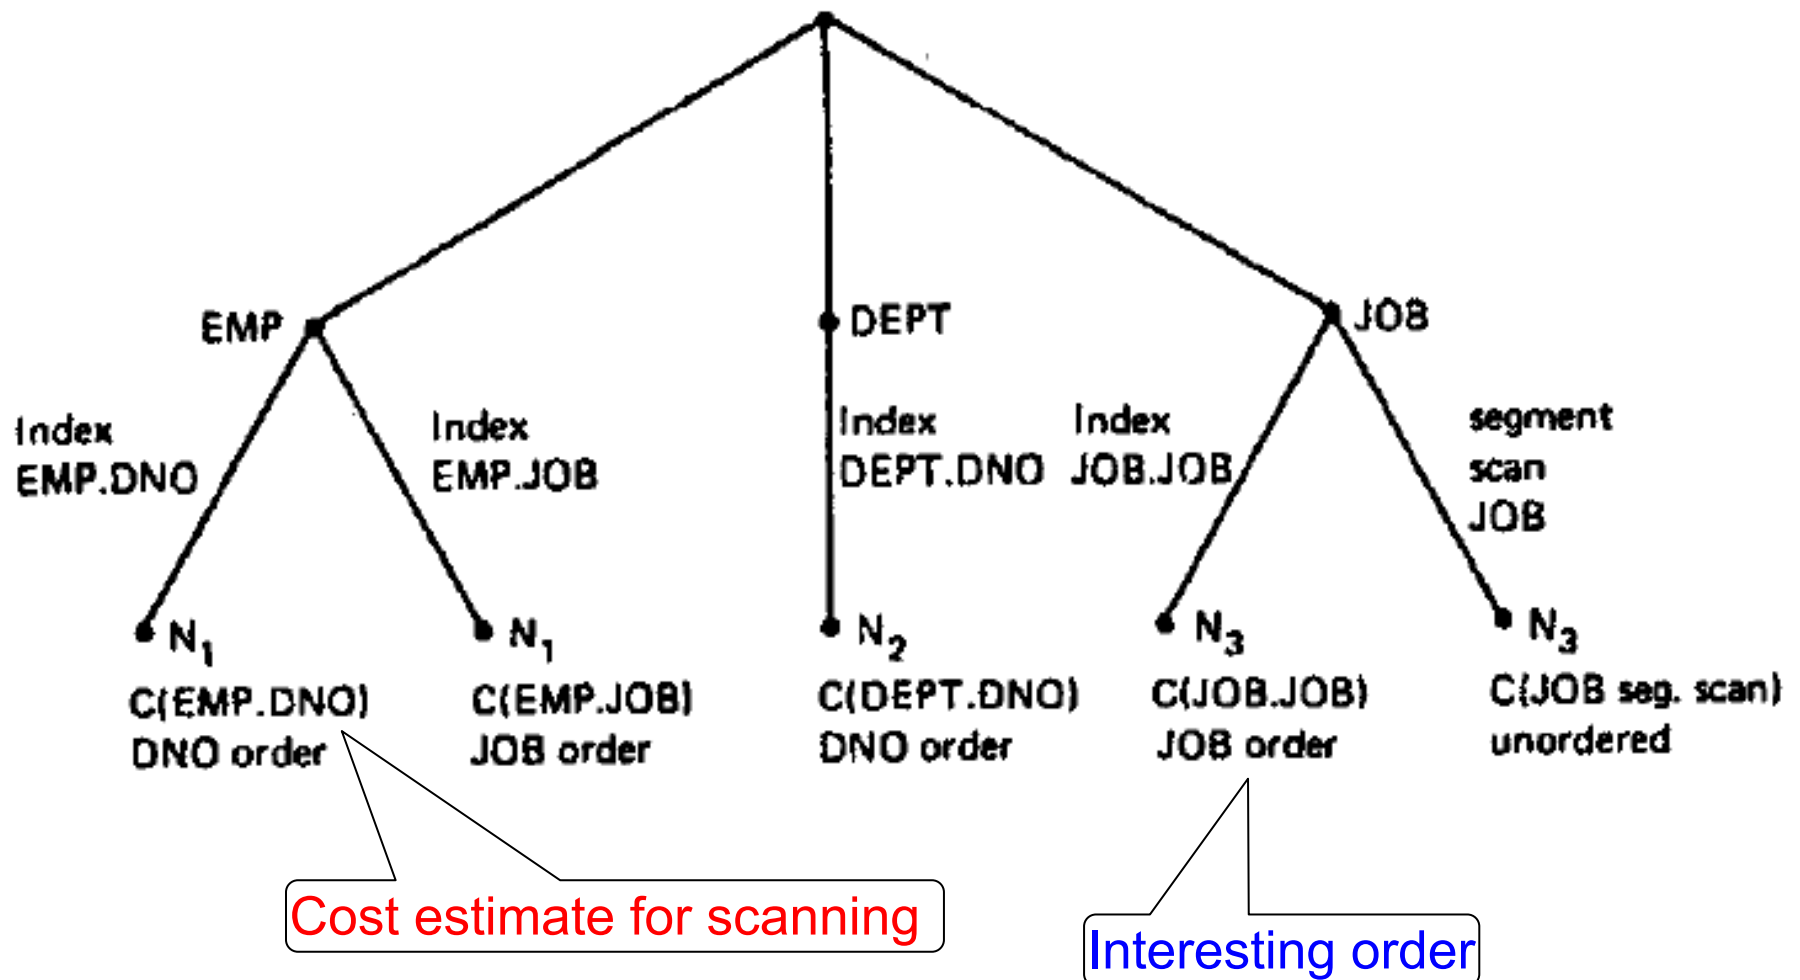 EMP
DEPT
JOB
Index
EMP.DNO
Index
EMP.JOB
Index
DEPT.DNO
Index
JOB.JOB
segment
scan
JOB
N1
C(EMP.DNO)
DNO order
N1
C(EMP.JOB)
JOB order
N2
C(DEPT.DNO)
DNO order
N3
C(JOB.JOB)
JOB order
N3
C(JOB seg. scan)
unordered
Cost estimate for scanning
Interesting order